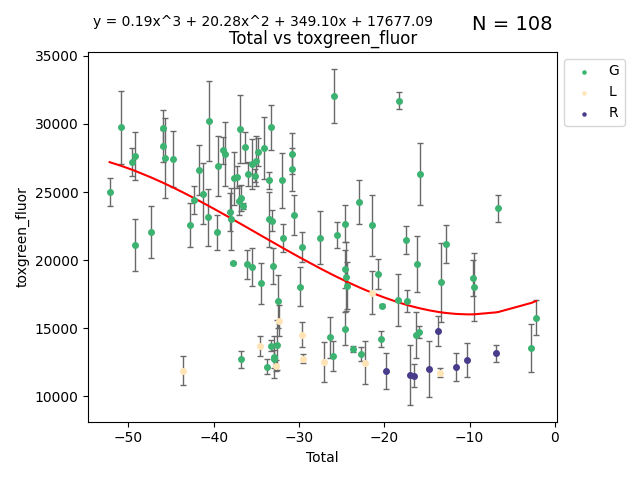 y = 0.19x^3 + 20.28x^2 + 349.10x + 17677.09
N = 108
Total vs toxgreen_fluor
35000
30000
25000
20000
15000
10000
toxgreen_fluor
−50
−40
−30
−20
−10
0
Total
G
L
R